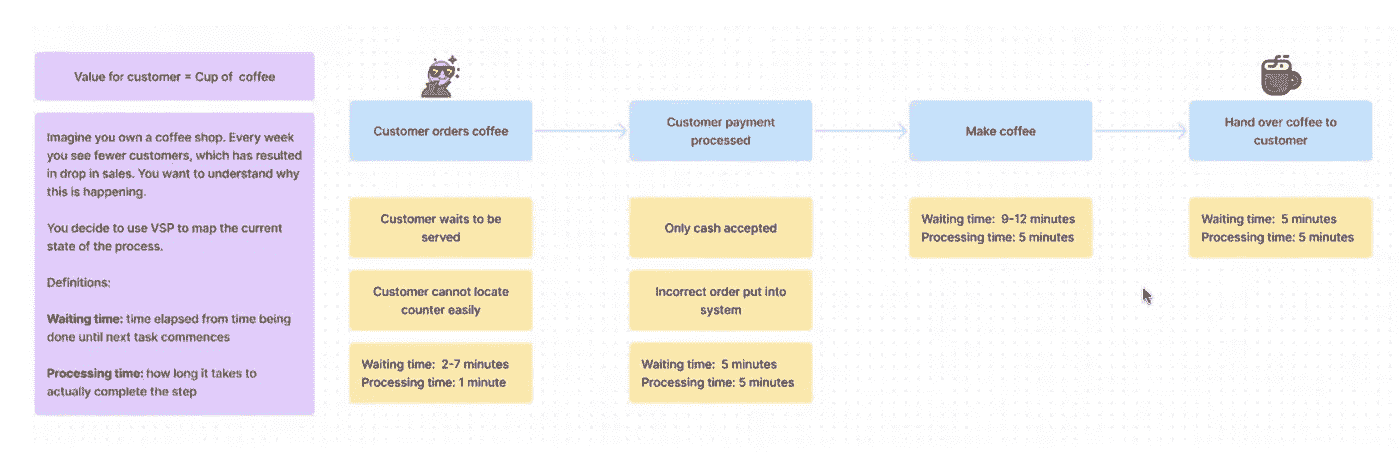 Value for customer = Cup of coffee
Imagine you own a coffee shop. Every week
you see fewer customers, which has resulted
in drop in sales. You want to understand why
this is happening.
You decide to use VSP to map the current
state of the process.
Definitions:
Waiting time: time elapsed from time being
done until next task commences
Processing time: how long it takes to
actually complete the step
Customer orders coffee
Customer waits to be
served
Customer cannot locate
counter easily
Waiting time: 2-7 minutes
Processing time: 1 minute
Customer payment
processed
Only cash accepted
Incorrect order put into
system
Waiting time: 5 minutes
Processing time: 5 minutes
Make coffee
Waiting time: 9-12 minutes
Processing time: 5 minutes
Hand over coffee to
customer
Waiting time: 5 minutes
Processing time: 5 minutes